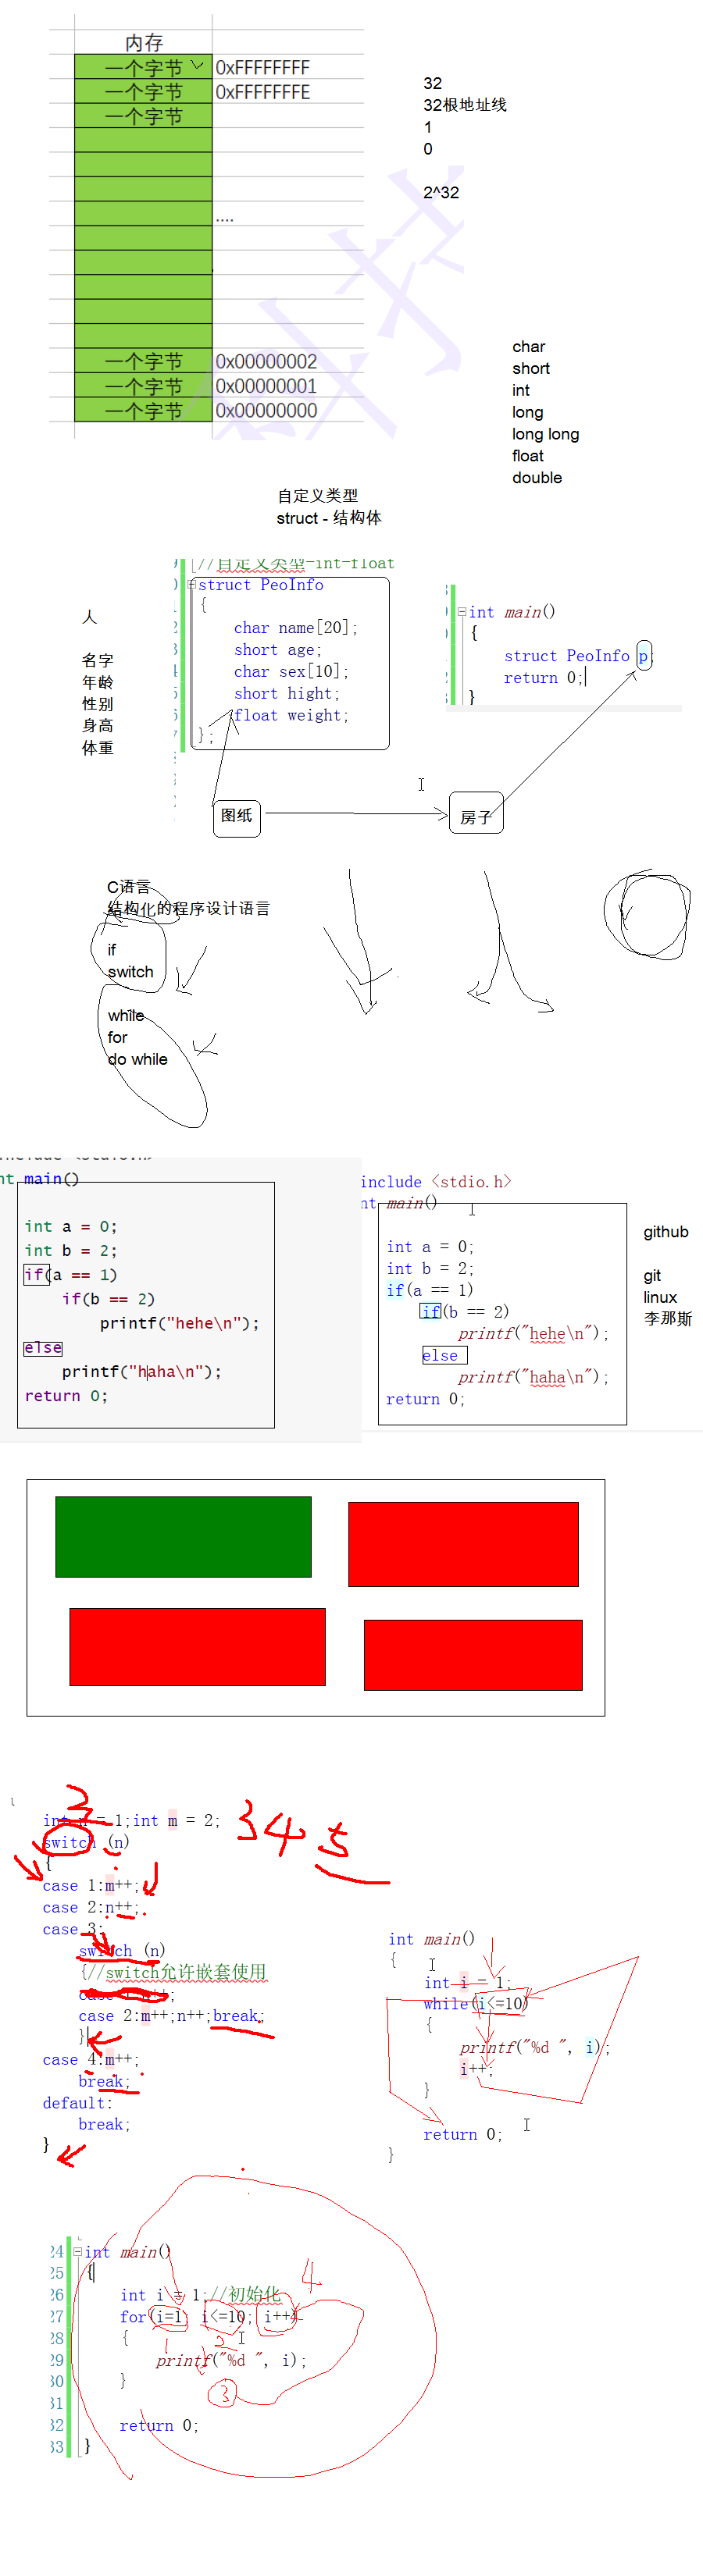 内存
一个字节 0xFFFFFFFF
一个字节 0xFFFFFFFE
一个字节
....
一个字节 0x00000002
一个字节 0x00000001
一个字节 0x00000000
32
32根地址线
1
0
2^32
科技
char
short
int
long
long long
float
double
自定义类型
struct - 结构体
人
名字
年龄
性别
身高
体重
//自定义类型-int-float
struct PeoInfo
{
char name[20];
short age;
char sex[10];
short hight;
float weight;
};
int main()
{
struct PeoInfo p;
return 0;
}
图纸
房子
C语言
结构化的程序设计语言
if
switch
while
for
do while
include <stdio.h>
nt main()
int a = 0;
int b = 2;
if(a == 1)
if(b == 2)
printf("hehe\n");
else
printf("haha\n");
return 0;
include <stdio.h>
nt main()
int a = 0;
int b = 2;
if(a == 1)
if(b == 2)
printf("hehe\n");
else
printf("haha\n");
return 0;
github
git
linux
李那斯
{
3
int n = 1;int m = 2;
3 4 5
switch (n)
{
case 1:m++;
case 2:n++;
case 3:
switch (n)
{//switch允许嵌套使用
case 2:m++;n++;break;
}
case 4:m++;
break;
default:
break;
}
int main()
{
int i = 1;
while(i<=10)
{
printf("%d ", i);
i++;
}
return 0;
}
24 int main()
25 {
26 int i = 1;//初始化
27 for(i=1; i<=10; i++)
28 {
29 printf("%d ", i);
30 }
31
32 return 0;
33 }
1
2
3
4